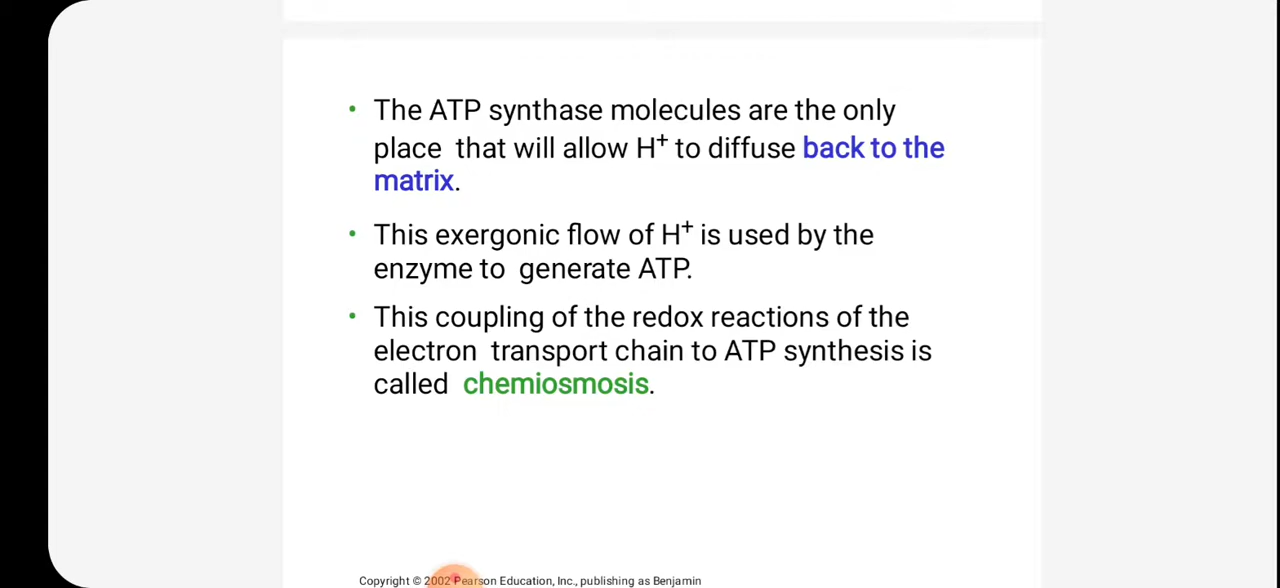 • The ATP synthase molecules are the only
place that will allow H⁺ to diffuse back to the
matrix.
• This exergonic flow of H⁺ is used by the
enzyme to generate ATP.
• This coupling of the redox reactions of the
electron transport chain to ATP synthesis is
called chemiosmosis.
Copyright © 2002 Pearson Education, Inc., publishing as Benjamin